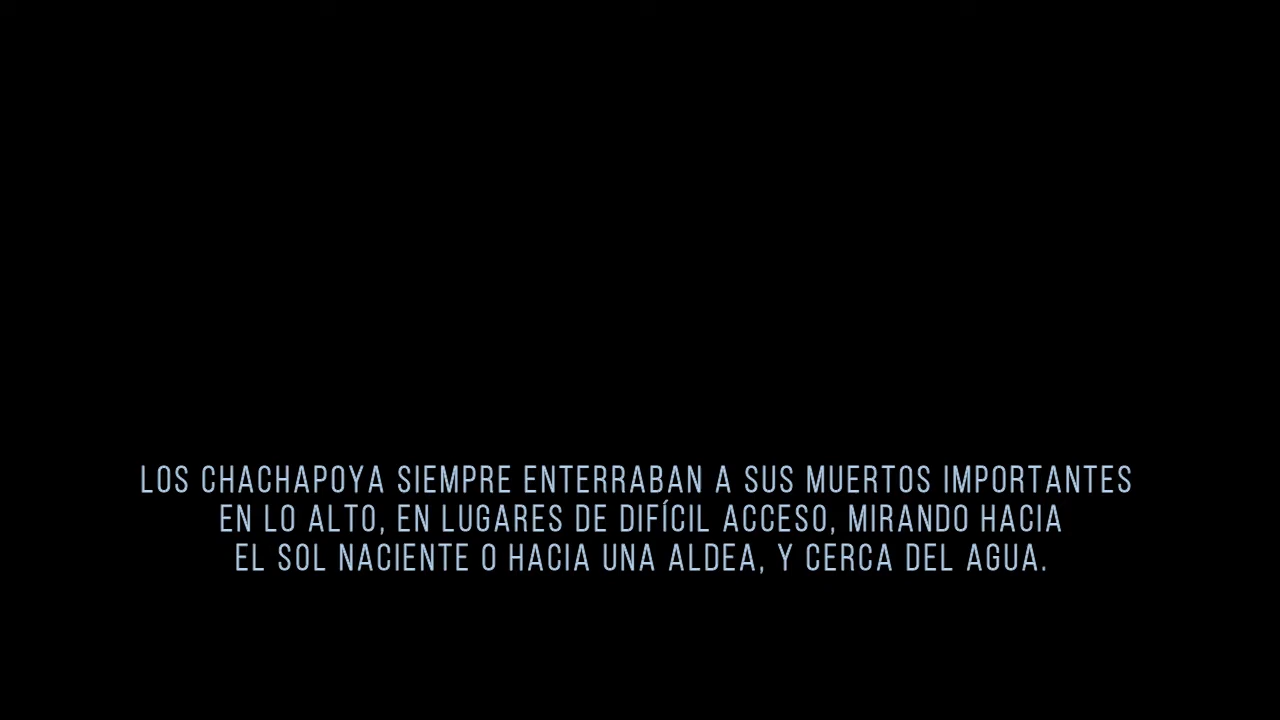 LOS CHACHAPOYA SIEMPRE ENTERRABAN A SUS MUERTOS IMPORTANTES
EN LO ALTO, EN LUGARES DE DIFÍCIL ACCESO, MIRANDO HACIA
EL SOL NACIENTE O HACIA UNA ALDEA, Y CERCA DEL AGUA.